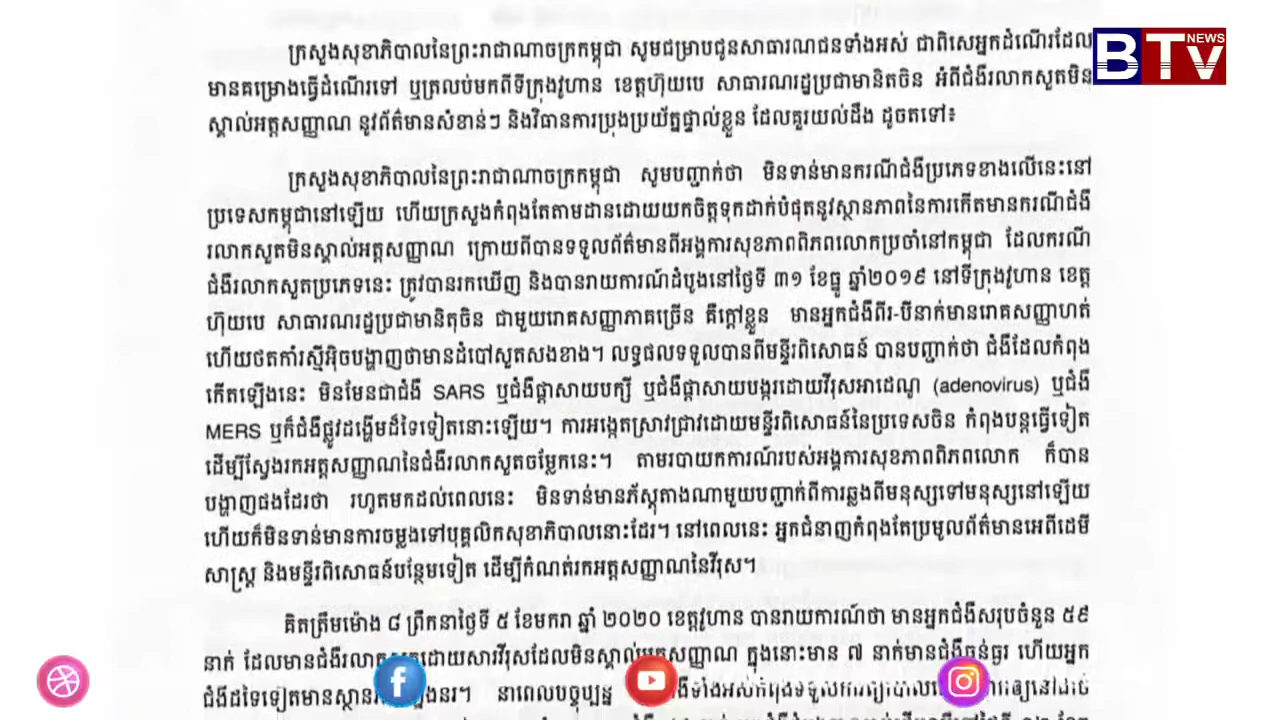 ក្រសួងសុខាភិបាលនៃព្រះរាជាណាចក្រកម្ពុជា សូមជម្រាបជូនសាធារណជនទាំងអស់ ជាពិសេអ្នកដំណើរដែល
BTV NEWS
មានគម្រោងធ្វើដំណើរទៅ ឬត្រលប់មកពីទីក្រុងវូហាន ខេត្តហ៊ុយបេ សាធារណរដ្ឋប្រជាមានិតចិន អំពីជំងឺរលាកសួតមិន
ស្គាល់អត្តសញ្ញាណ នូវព័ត៌មានសំខាន់ៗ និងវិធានការប្រុងប្រយ័ត្នផ្ទាល់ខ្លួន ដែលគួរយល់ដឹង ដូចតទៅ៖
ក្រសួងសុខាភិបាលនៃព្រះរាជាណាចក្រកម្ពុជា សូមបញ្ជាក់ថា មិនទាន់មានករណីជំងឺប្រភេទខាងលើនេះនៅ
ប្រទេសកម្ពុជានៅឡើយ ហើយក្រសួងកំពុងតែតាមដានដោយយកចិត្តទុកដាក់បំផុតនូវស្ថានភាពនៃការកើតមានករណីជំងឺ
រលាកសួតមិនស្គាល់អត្តសញ្ញាណ ក្រោយពីបានទទួលព័ត៌មានពីអង្គការសុខភាពពិភពលោកប្រចាំនៅកម្ពុជា ដែលករណី
ជំងឺរលាកសួតប្រភេទនេះ ត្រូវបានរកឃើញ និងបានរាយការណ៍ដំបូងនៅថ្ងៃទី ៣១ ខែធ្នូ ឆ្នាំ២០១៩ នៅទីក្រុងវូហាន ខេត្ត
ហ៊ុយបេ សាធារណរដ្ឋប្រជាមានិតុចិន ជាមួយរោគសញ្ញាភាគច្រើន គឺក្តៅខ្លួន មានអ្នកជំងឺពីរ-បីនាក់មានរោគសញ្ញាហត់
ហើយថតកាំរស្មីអ៊ិចបង្ហាញថាមានដំបៅសួតសងខាង។ លទ្ធផលទទួលបានពីមន្ទីរពិសោធន៍ បានបញ្ជាក់ថា ជំងឺដែលកំពុង
កើតឡើងនេះ មិនមែនជាជំងឺ SARS ឬជំងឺផ្តាសាយបក្សី ឬជំងឺផ្តាសាយបង្ករដោយវីរុសអាដេណូ (adenovirus) ឬជំងឺ
MERS ឬក៏ជំងឺផ្លូវដង្ហើមដ៏ទៃទៀតនោះឡើយ។ ការអង្កេតស្រាវជ្រាវដោយមន្ទីរពិសោធន៍នៃប្រទេសចិន កំពុងបន្តធ្វើទៀត
ដើម្បីស្វែងរកអត្តសញ្ញាណនៃជំងឺរលាកសួតចម្លែកនេះ។ តាមរបាយកការណ៍របស់អង្គការសុខភាពពិភពលោក ក៏បាន
បង្ហាញផងដែរថា រហូតមកដល់ពេលនេះ មិនទាន់មានភ័ស្តុតាងណាមួយបញ្ជាក់ពីការឆ្លងពីមនុស្សទៅមនុស្សនៅឡើយ
ហើយក៏មិនទាន់មានការចម្លងទៅបុគ្គលិកសុខាភិបាលនោះដែរ។ នៅពេលនេះ អ្នកជំនាញកំពុងតែប្រមូលព័ត៌មានអេពីដេមី
សាស្ត្រ និងមន្ទីរពិសោធន៍បន្ថែមទៀត ដើម្បីកំណត់រកអត្តសញ្ញាណនៃវីរុស។
គិតត្រឹមម៉ោង ៨ ព្រឹកនាថ្ងៃទី ៥ ខែមករា ឆ្នាំ ២០២០ ខេត្តវូហាន បានរាយការណ៍ថា មានអ្នកជំងឺសរុបចំនួន ៥៩
នាក់ ដែលមានជំងឺរលាកសួតដោយសារវីរុសដែលមិនស្គាល់អត្តសញ្ញាណ ក្នុងនោះមាន ៧ នាក់មានជំងឺធ្ងន់ធ្ងរ ហើយអ្នក
ជំងឺដទៃទៀតមានស្ថានភាព នាពេលបច្ចុប្បន្ន